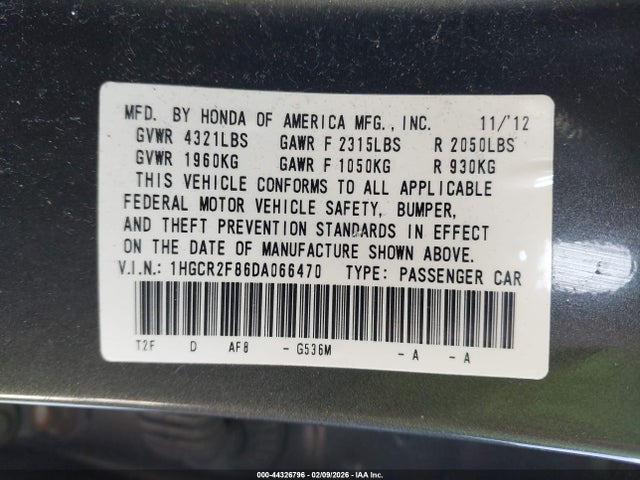 MFD. BY HONDA OF AMERICA MFG., INC. 11/'12
GVWR 4321LBS GAWR F 2315LBS R 2050LBS
GVWR 1960KG GAWR F 1050KG R 930KG
THIS VEHICLE CONFORMS TO ALL APPLICABLE
FEDERAL MOTOR VEHICLE SAFETY, BUMPER,
AND THEFT PREVENTION STANDARDS IN EFFECT
ON THE DATE OF MANUFACTURE SHOWN ABOVE.
V.I.N.: 1HGCR2F86DA066470 TYPE: PASSENGER CAR
T2F D AF8 - G536M - A - A
000-44326796 - 02/09/2026 - IAA Inc.